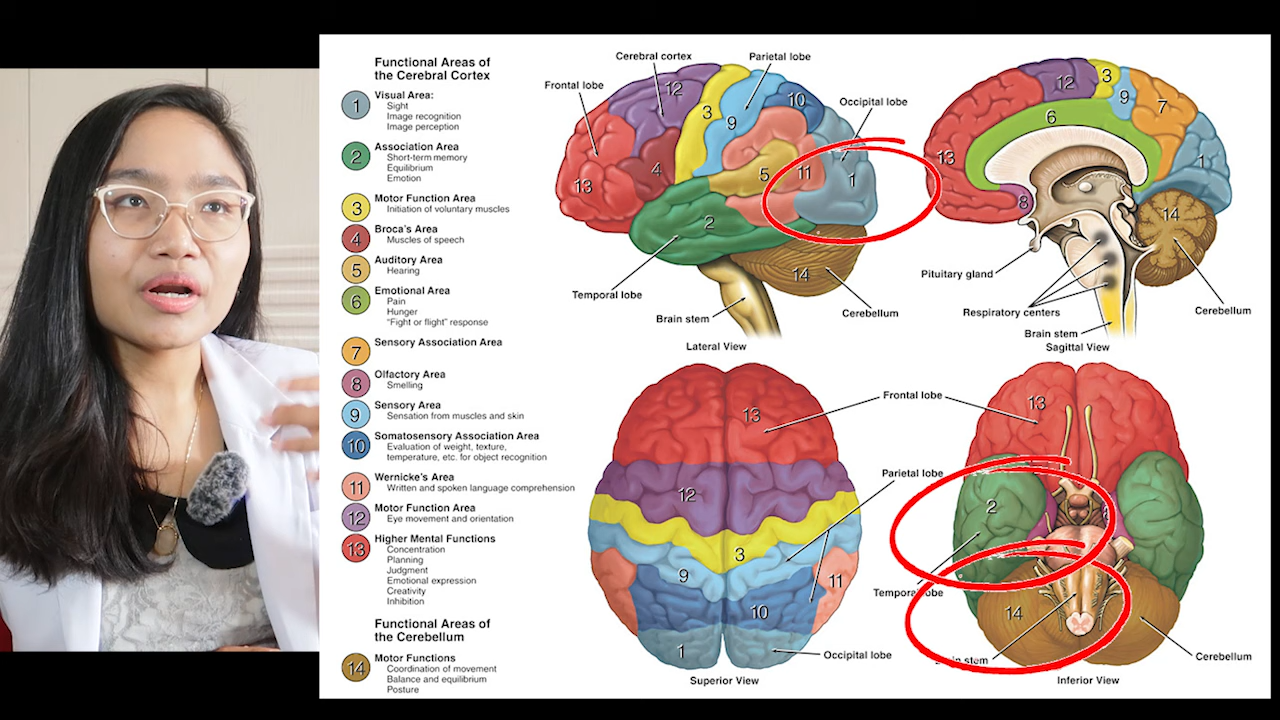 Functional Areas of
the Cerebral Cortex
1
Visual Area:
Sight
Image recognition
Image perception
2
Association Area
Short-term memory
Equilibrium
Emotion
3
Motor Function Area
Initiation of voluntary muscles
4
Broca's Area
Muscles of speech
5
Auditory Area
Hearing
6
Emotional Area
Pain
Hunger
"Fight or flight" response
7
Sensory Association Area
8
Olfactory Area
Smelling
9
Sensory Area
Sensation from muscles and skin
10
Somatosensory Association Area
Evaluation of weight, texture,
temperature, etc. for object recognition
11
Wernicke's Area
Written and spoken language comprehension
12
Motor Function Area
Eye movement and orientation
13
Higher Mental Functions
Concentration
Planning
Judgment
Emotional expression
Creativity
Inhibition
Functional Areas of
the Cerebellum
14
Motor Functions
Coordination of movement
Balance and equilibrium
Posture
Cerebral cortex
Parietal lobe
Frontal lobe
Occipital lobe
12
3
9
10
4
13
5
11
1
2
14
Temporal lobe
Brain stem
Cerebellum
Lateral View
12
3
9
7
6
13
1
8
14
Pituitary gland
Respiratory centers
Cerebellum
Brain stem
Sagittal View
13
Frontal lobe
12
Parietal lobe
3
9
11
10
1
Occipital lobe
Superior View
13
2
14
Cerebellum
Inferior View